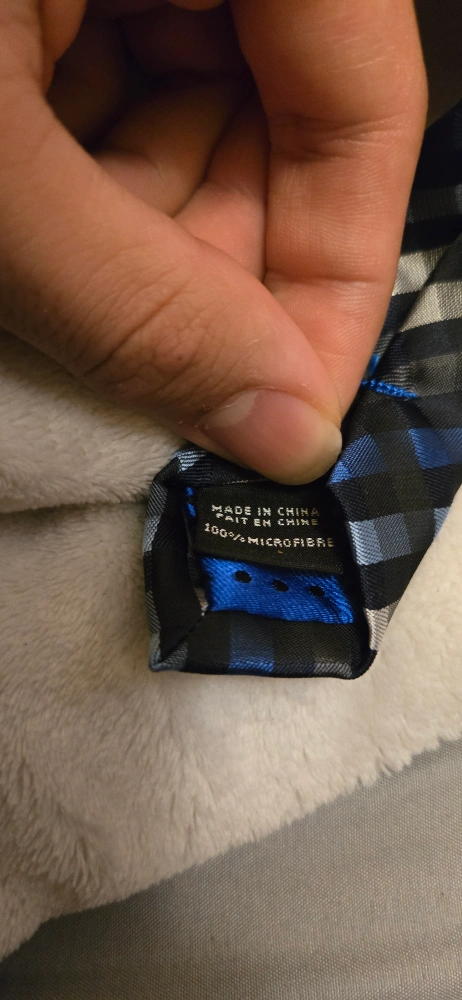 MADE IN CHINA
FAIT EN CHINE
100% MICROFIBRE